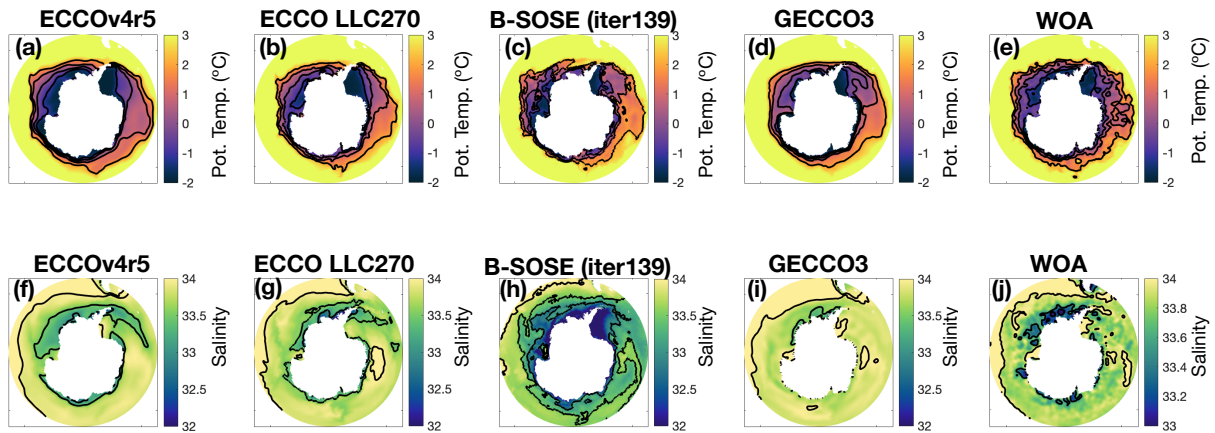 ECCOv4r5
ECCO LLC270
B-SOSE (iter139)
GECCO3
WOA
(a)
3
2
1
0
-1
-2
Pot. Temp. (°C)
(b)
3
2
1
0
-1
-2
Pot. Temp. (°C)
(c)
3
2
1
0
-1
-2
Pot. Temp. (°C)
(d)
3
2
1
0
-1
-2
Pot. Temp. (°C)
(e)
3
2
1
0
-1
-2
Pot. Temp. (°C)
ECCOv4r5
ECCO LLC270
B-SOSE (iter139)
GECCO3
WOA
(f)
34
33.5
33
32.5
32
Salinity
(g)
34
33.5
33
32.5
32
Salinity
(h)
34
33.5
33
32.5
32
Salinity
(i)
34
33.5
33
32.5
32
Salinity
(j)
34
33.8
33.6
33.4
33.2
33
Salinity